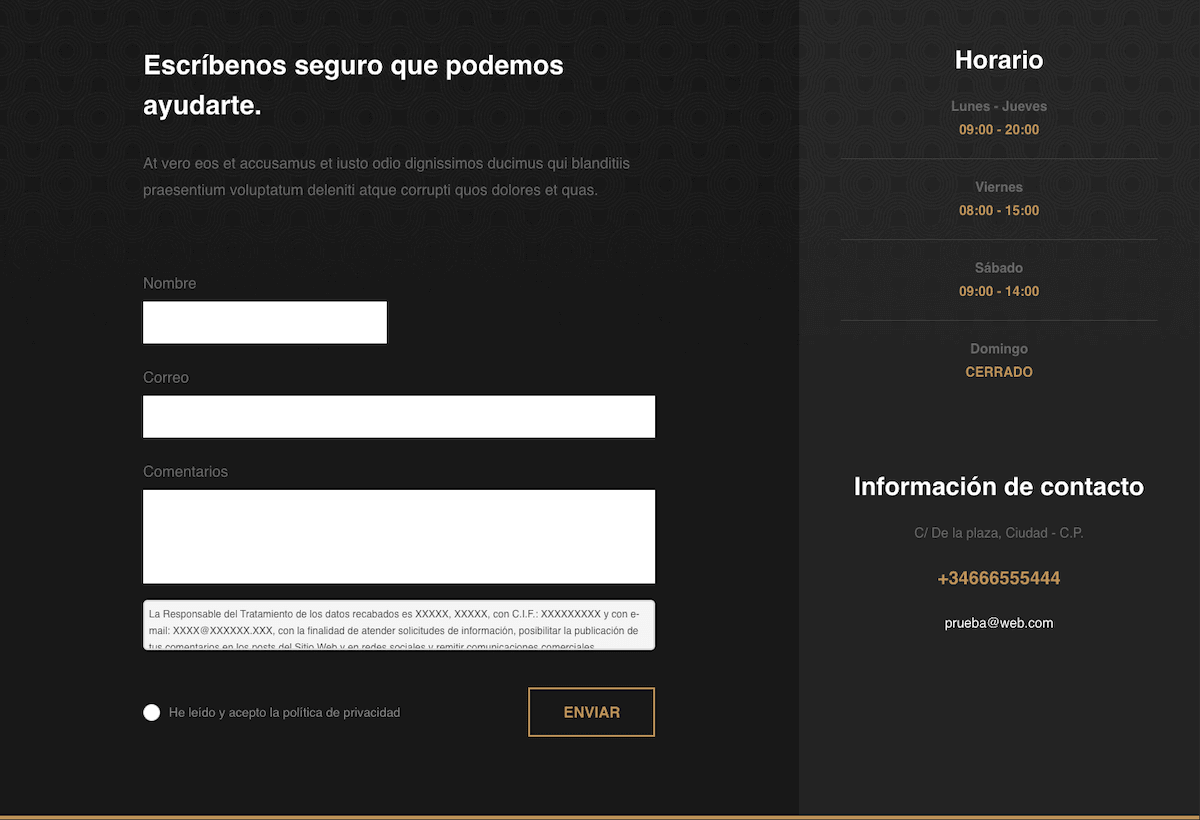 Escríbenos seguro que podemos
ayudarte.
At vero eos et accusamus et iusto odio dignissimos ducimus qui blanditiis
praesentium voluptatum deleniti atque corrupti quos dolores et quas.
Nombre
Correo
Comentarios
La Responsable del Tratamiento de los datos recabados es XXXXX, XXXXX, con C.I.F.: XXXXXXXXX y con e-
mail: XXXX@XXXXXX.XXX, con la finalidad de atender solicitudes de información, posibilitar la publicación de
tus comentarios en los posts del Sitio Web y en redes sociales y remitir comunicaciones comerciales
He leído y acepto la política de privacidad
ENVIAR
Horario
Lunes - Jueves
09:00 - 20:00
Viernes
08:00 - 15:00
Sábado
09:00 - 14:00
Domingo
CERRADO
Información de contacto
C/ De la plaza, Ciudad - C.P.
+34666555444
prueba@web.com